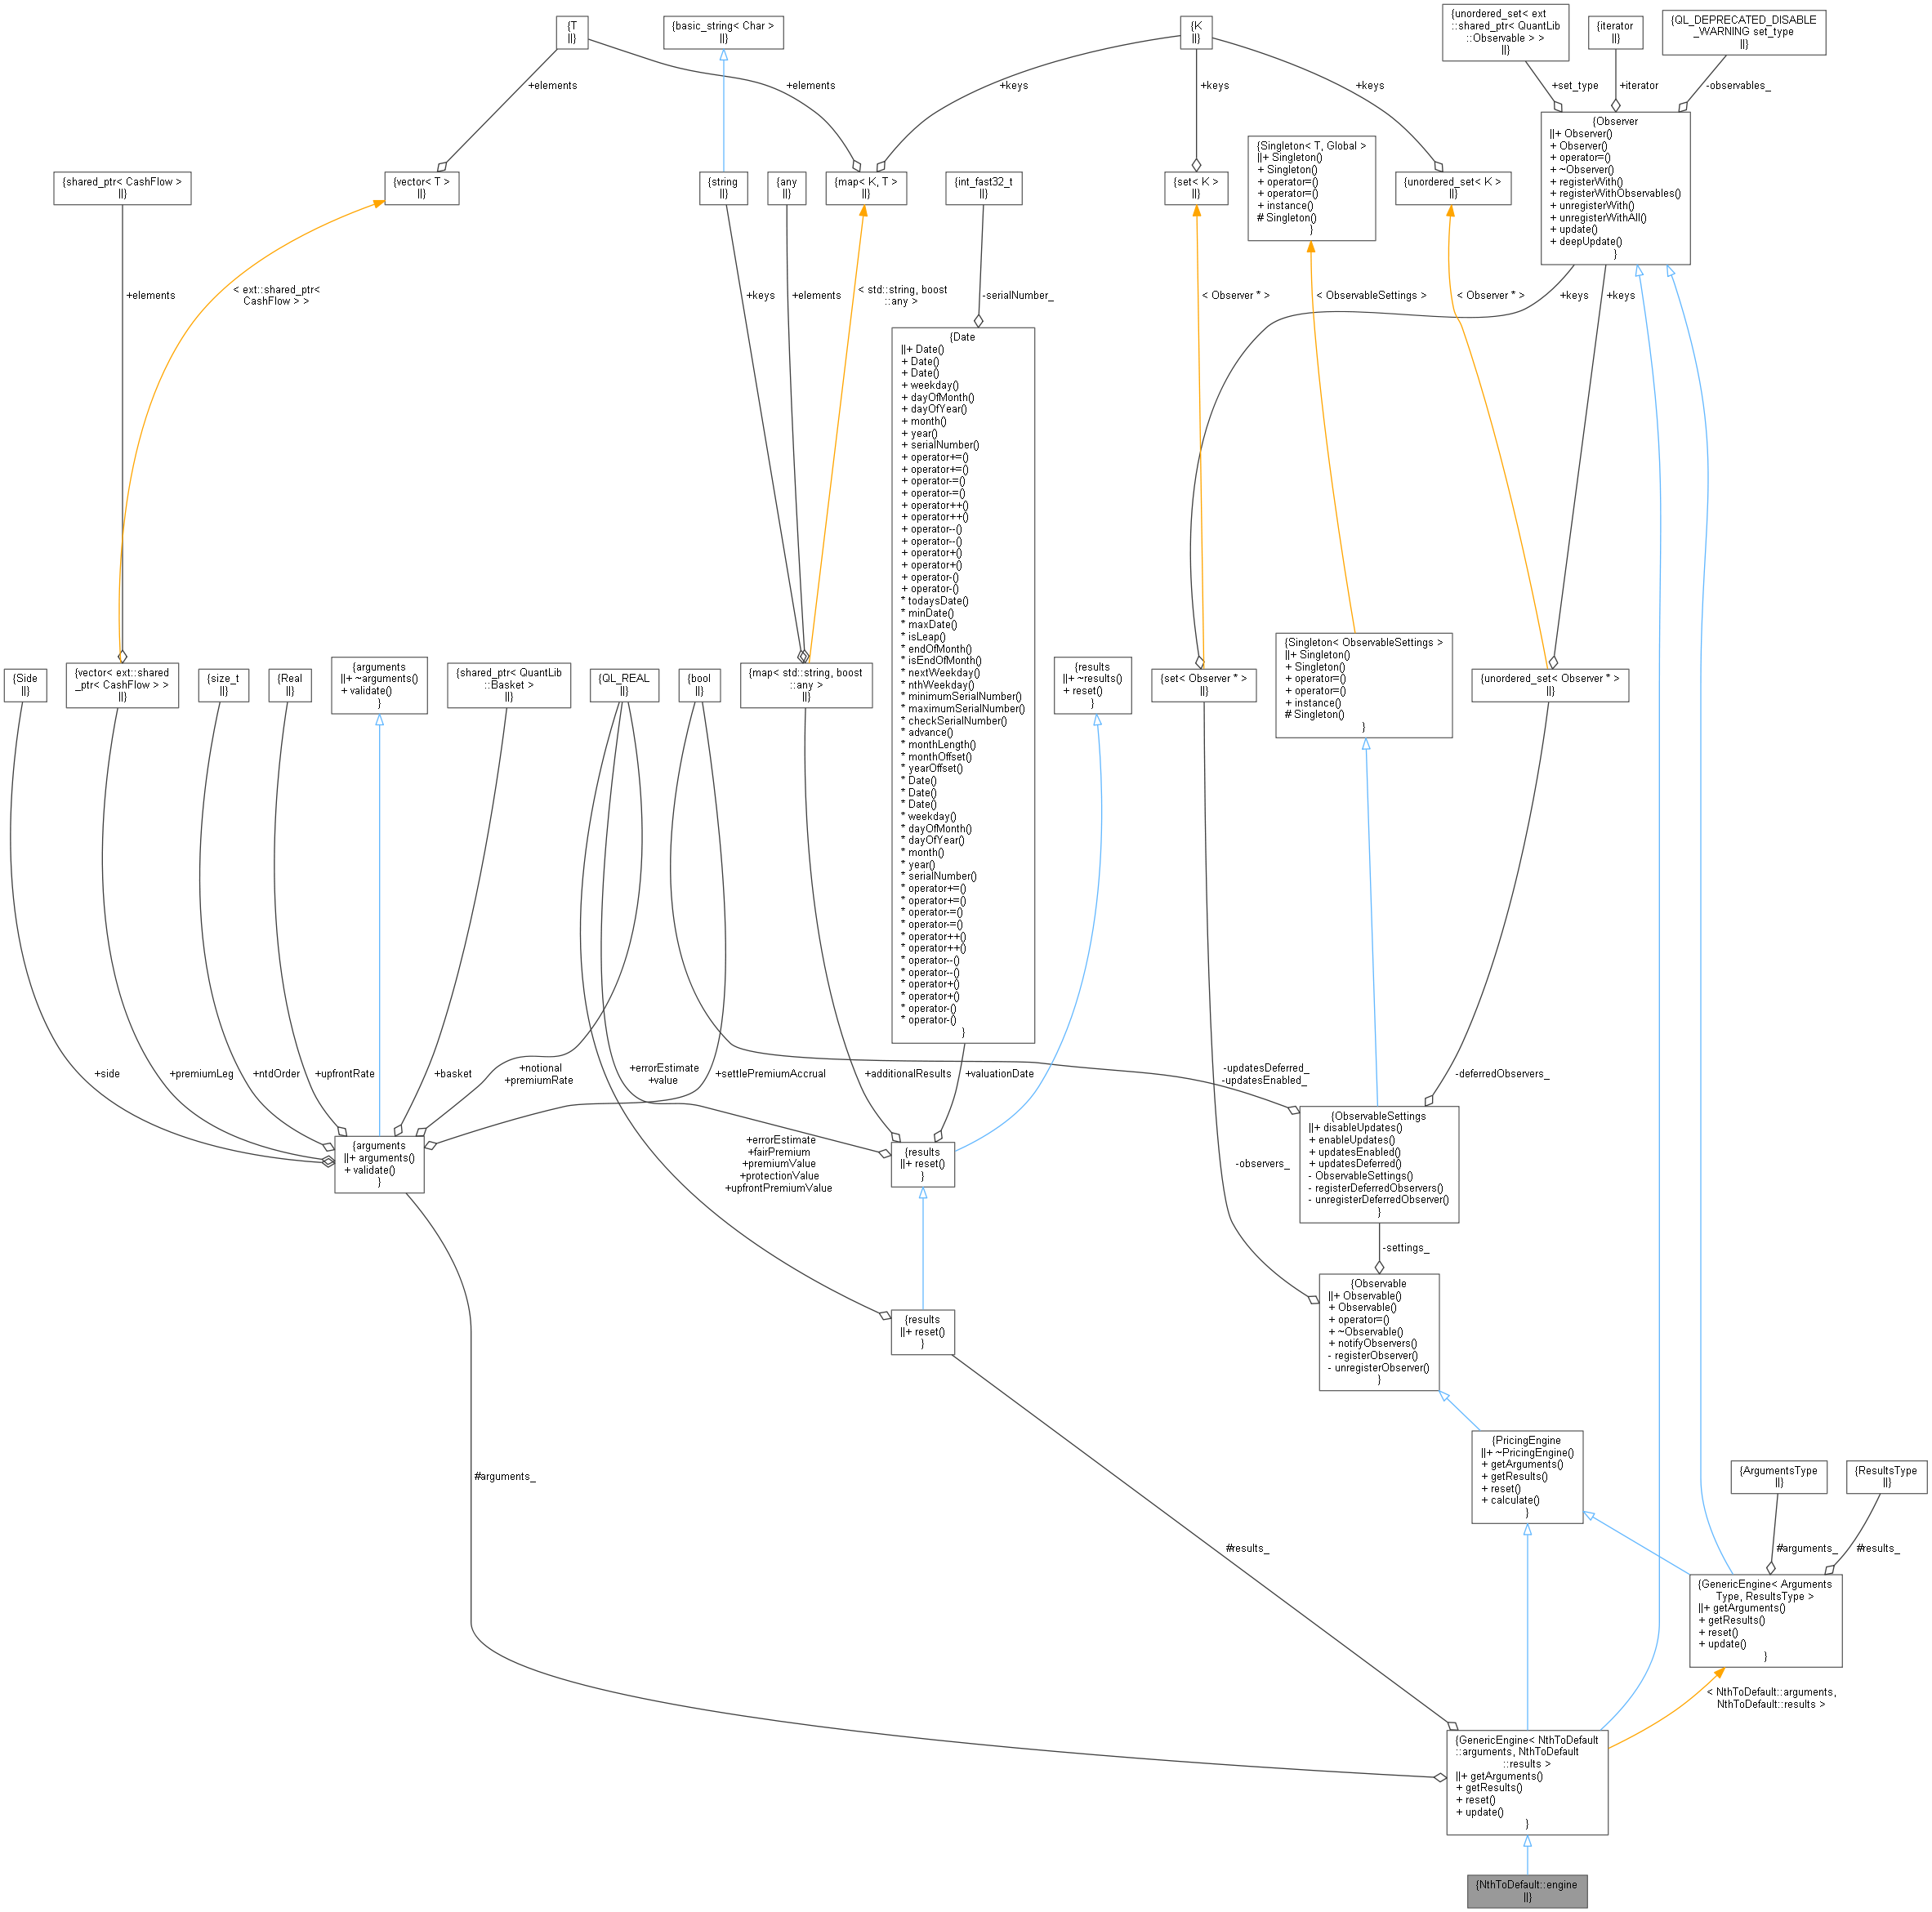 {T
||}
{basic_string< Char >
||}
{K
||}
{unordered_set< ext
::shared_ptr< QuantLib
::Observable > >
||}
{iterator
||}
{QL_DEPRECATED_DISABLE
_WARNING set_type
||}
+elements
+elements
+keys
+keys
+keys
+set_type
+iterator
-observables_
{shared_ptr< CashFlow >
||}
{vector< T >
||}
{string
||}
{any
||}
{map< K, T >
||}
{int_fast32_t
||}
{set< K >
||}
{Singleton< T, Global >
||+ Singleton()
+ Singleton()
+ operator=()
+ operator=()
+ instance()
# Singleton()
}
{unordered_set< K >
||}
{Observer
||+ Observer()
+ Observer()
+ operator=()
+ ~Observer()
+ registerWith()
+ registerWithObservables()
+ unregisterWith()
+ unregisterWithAll()
+ update()
+ deepUpdate()
}
+elements
< ext::shared_ptr<
CashFlow > >
+keys
+elements
< std::string, boost
::any >
-serialNumber_
< Observer * >
< ObservableSettings >
< Observer * >
+keys
+keys
{Date
||+ Date()
+ Date()
+ Date()
+ weekday()
+ dayOfMonth()
+ dayOfYear()
+ month()
+ year()
+ serialNumber()
+ operator+=()
+ operator+=()
+ operator-=()
+ operator-=()
+ operator++()
+ operator++()
+ operator--()
+ operator--()
+ operator+()
+ operator+()
+ operator-()
+ operator-()
* todaysDate()
* minDate()
* maxDate()
* isLeap()
* endOfMonth()
* isEndOfMonth()
* nextWeekday()
* nthWeekday()
* minimumSerialNumber()
* maximumSerialNumber()
* checkSerialNumber()
* advance()
* monthLength()
* monthOffset()
* yearOffset()
* Date()
* Date()
* Date()
* weekday()
* dayOfMonth()
* dayOfYear()
* month()
* year()
* serialNumber()
* operator+=()
* operator+=()
* operator-=()
* operator-=()
* operator++()
* operator++()
* operator--()
* operator--()
* operator+()
* operator+()
* operator-()
* operator-()
}
{Side
||}
{vector< ext::shared
_ptr< CashFlow > >
||}
{size_t
||}
{Real
||}
{arguments
||+ ~arguments()
+ validate()
}
{shared_ptr< QuantLib
::Basket >
||}
{QL_REAL
||}
{bool
||}
{map< std::string, boost
::any >
||}
{results
||+ ~results()
+ reset()
}
{set< Observer * >
||}
{Singleton< ObservableSettings >
||+ Singleton()
+ Singleton()
+ operator=()
+ operator=()
+ instance()
# Singleton()
}
{unordered_set< Observer * >
||}
+side
+premiumLeg
+ntdOrder
+upfrontRate
+basket
+notional
+premiumRate
+errorEstimate
+value
+settlePremiumAccrual
+additionalResults
+valuationDate
-updatesDeferred_
-updatesEnabled_
-deferredObservers_
{arguments
||+ arguments()
+ validate()
}
+errorEstimate
+fairPremium
+premiumValue
+protectionValue
+upfrontPremiumValue
{results
||+ reset()
}
-observers_
{ObservableSettings
||+ disableUpdates()
+ enableUpdates()
+ updatesEnabled()
+ updatesDeferred()
- ObservableSettings()
- registerDeferredObservers()
- unregisterDeferredObserver()
}
-settings_
{results
||+ reset()
}
{Observable
||+ Observable()
+ Observable()
+ operator=()
+ ~Observable()
+ notifyObservers()
- registerObserver()
- unregisterObserver()
}
#arguments_
{PricingEngine
||+ ~PricingEngine()
+ getArguments()
+ getResults()
+ reset()
+ calculate()
}
{ArgumentsType
||}
{ResultsType
||}
#results_
#arguments_
#results_
{GenericEngine< Arguments
Type, ResultsType >
||+ getArguments()
+ getResults()
+ reset()
+ update()
}
< NthToDefault::arguments,
NthToDefault::results >
{GenericEngine< NthToDefault
::arguments, NthToDefault
::results >
||+ getArguments()
+ getResults()
+ reset()
+ update()
}
{NthToDefault::engine
||}